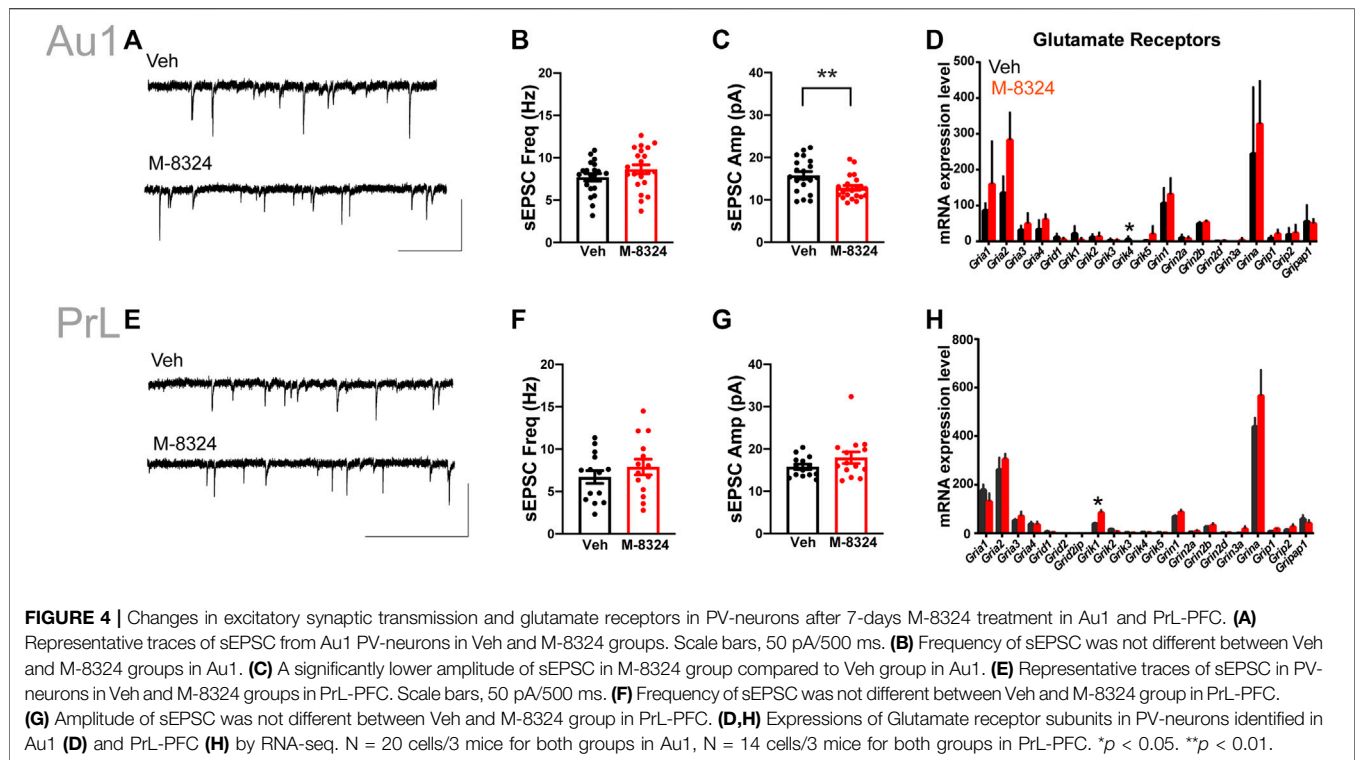 Au1
A
Veh
M-8324
B
sEPSC Freq (Hz)
20
15
10
5
0
Veh M-8324
C
sEPSC Amp (pA)
40
30
20
10
0
**
Veh M-8324
D
Glutamate Receptors
mRNA expression level
500
400
300
200
100
0
Veh
M-8324
*
Gria1 Gria2 Gria3 Gria4 Grid1 Grik1 Grik2 Grik3 Grik4 Grik5 Grin1 Grin2a Grin2b Grin2d Grin3a Grina Grip1 Grip2 Gripap1
PrL
E
Veh
M-8324
F
sEPSC Freq (Hz)
20
15
10
5
0
Veh M-8324
G
sEPSC Amp (pA)
40
30
20
10
0
Veh M-8324
H
mRNA expression level
800
600
400
200
0
*
Gria1 Gria2 Gria3 Gria4 Grid1 Grid2 Grid2ip Grik1 Grik2 Grik3 Grik4 Grik5 Grin1 Grin2a Grin2b Grin2d Grin3a Grina Grip1 Grip2 Gripap1
FIGURE 4 | Changes in excitatory synaptic transmission and glutamate receptors in PV-neurons after 7-days M-8324 treatment in Au1 and PrL-PFC. (A)
Representative traces of sEPSC from Au1 PV-neurons in Veh and M-8324 groups. Scale bars, 50 pA/500 ms. (B) Frequency of sEPSC was not different between Veh
and M-8324 groups in Au1. (C) A significantly lower amplitude of sEPSC in M-8324 group compared to Veh group in Au1. (E) Representative traces of sEPSC in PV-
neurons in Veh and M-8324 groups in PrL-PFC. Scale bars, 50 pA/500 ms. (F) Frequency of sEPSC was not different between Veh and M-8324 group in PrL-PFC.
(G) Amplitude of sEPSC was not different between Veh and M-8324 group in PrL-PFC. (D,H) Expressions of Glutamate receptor subunits in PV-neurons identified in
Au1 (D) and PrL-PFC (H) by RNA-seq. N = 20 cells/3 mice for both groups in Au1, N = 14 cells/3 mice for both groups in PrL-PFC. *p < 0.05. **p < 0.01.